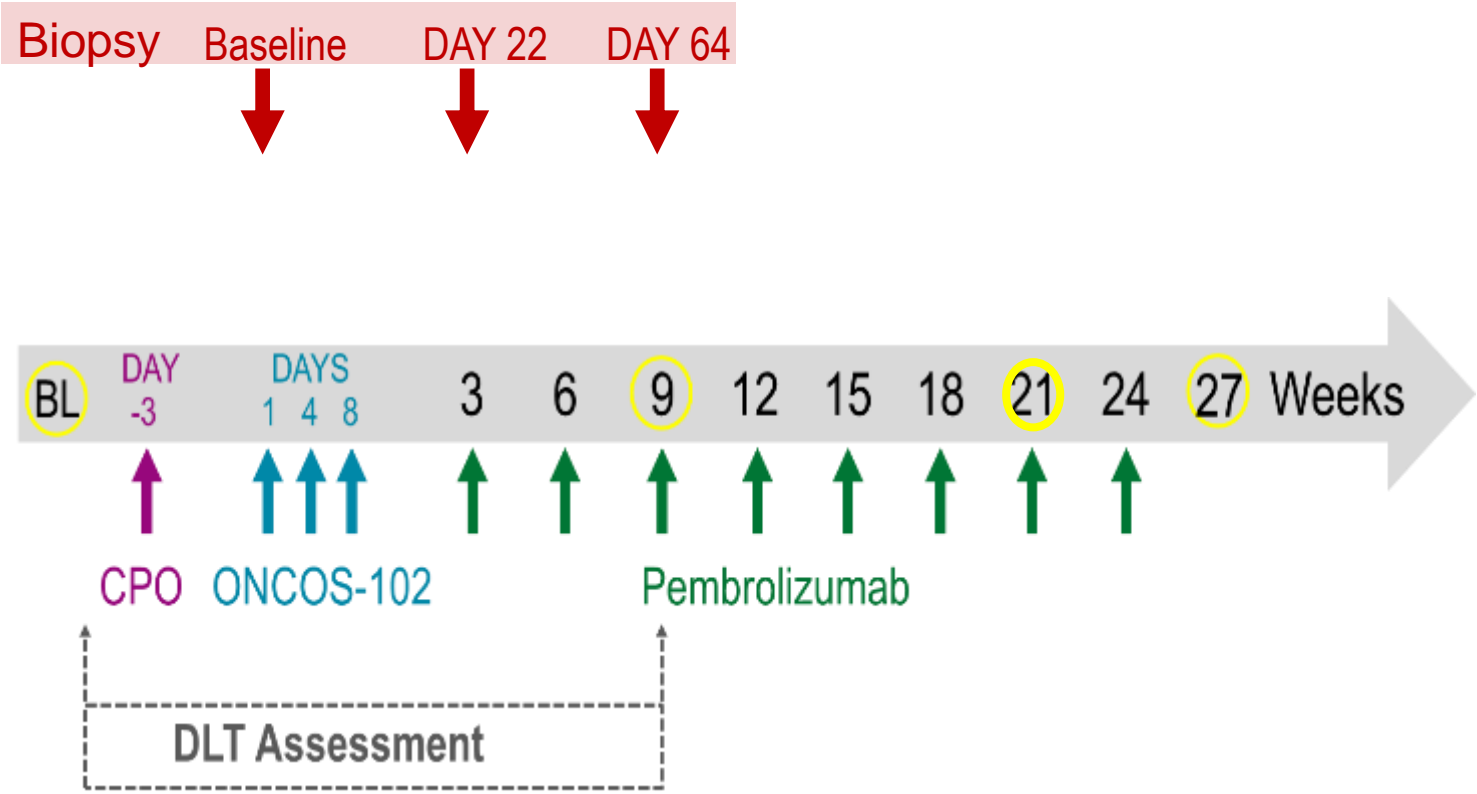 Biopsy Baseline DAY 22 DAY 64
DAY DAYS
BL -3 1 4 8 3 6 9 12 15 18 21 24 27 Weeks
CPO ONCOS-102 Pembrolizumab
DLT Assessment